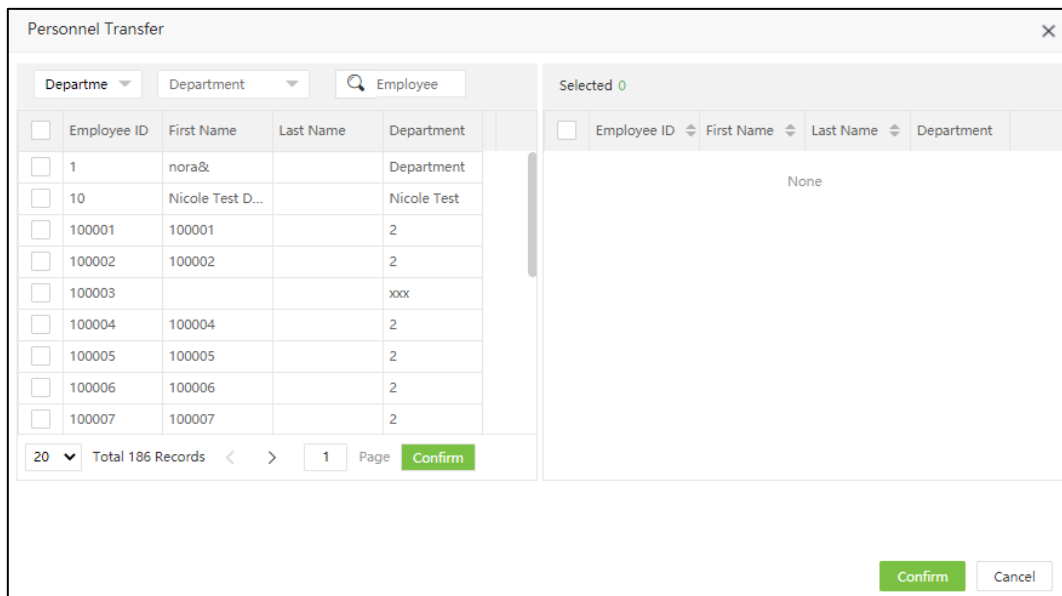 Personnel Transfer
Departme Department Employee
Employee ID First Name Last Name Department
1 nora& Department
10 Nicole Test D... Nicole Test
100001 100001 2
100002 100002 2
100003 xxx
100004 100004 2
100005 100005 2
100006 100006 2
100007 100007 2
20 Total 186 Records < > 1 Page Confirm
Selected 0
Employee ID First Name Last Name Department
None
Confirm Cancel